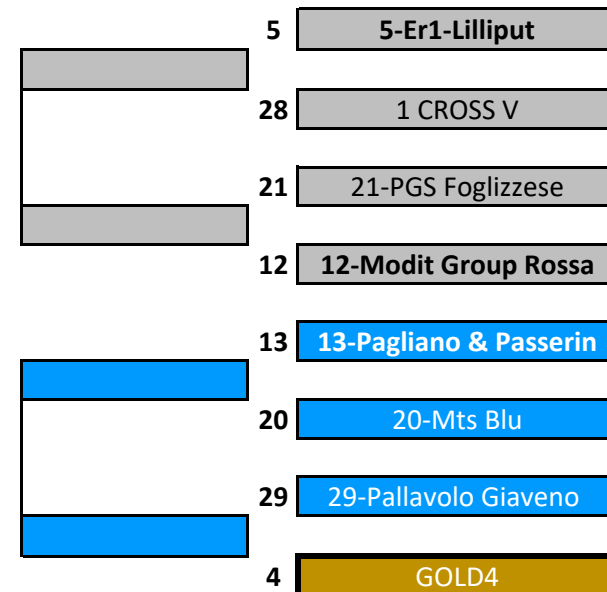 5 5-Er1-Lilliput
28 1 CROSS V
21 21-PGS Foglizzese
12 12-Modit Group Rossa
13 13-Pagliano & Passerin
20 20-Mts Blu
29 29-Pallavolo Giaveno
4 GOLD4